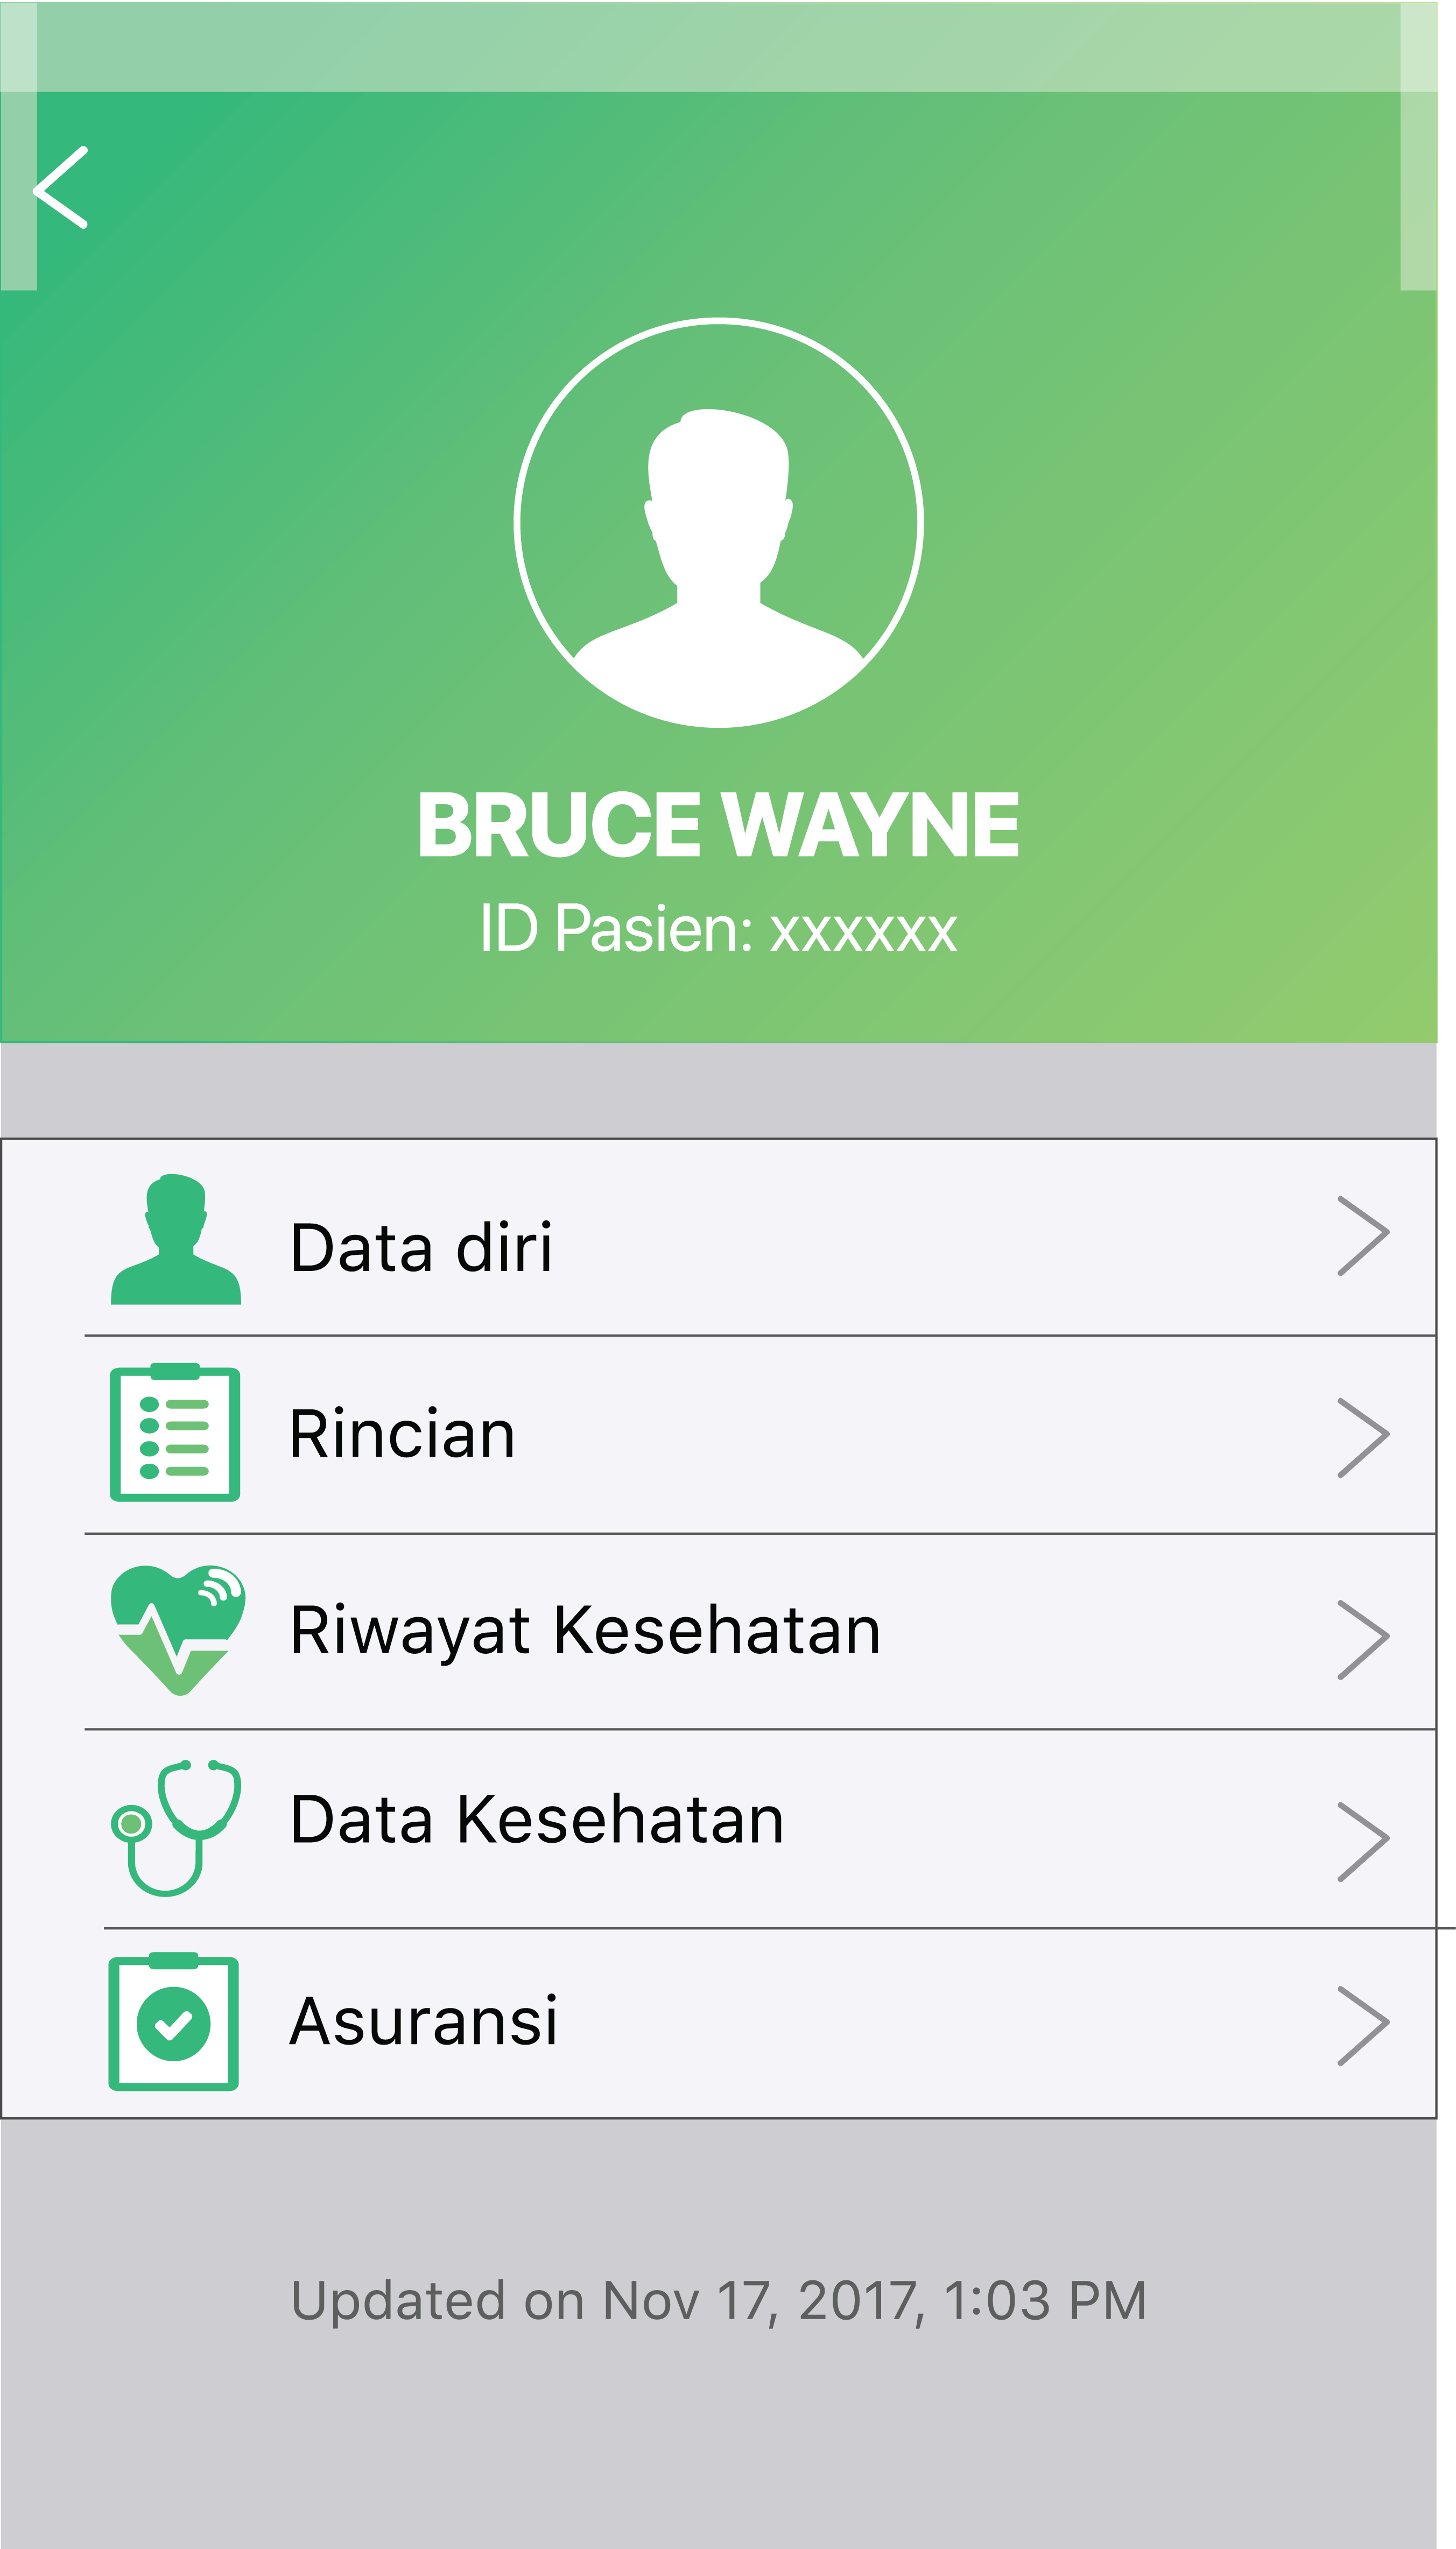 BRUCE WAYNE
ID Pasien: xxxxxx
Data diri
Rincian
Riwayat Kesehatan
Data Kesehatan
Asuransi
Updated on Nov 17, 2017, 1:03 PM